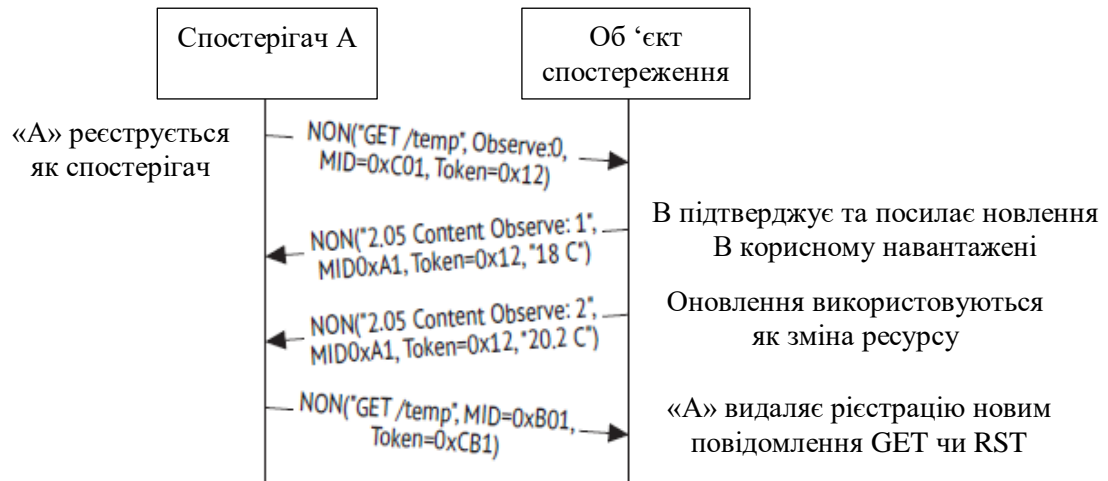 Спостерігач А
Об ‘єкт
спостереження
«А» реєструється
як спостерігач
NON("GET /temp", Observe:0,
MID=0xC01, Token=0x12)
В підтверджує та посилає новлення
В корисному навантажені
NON("2.05 Content Observe: 1",
MID0xA1, Token=0x12, "18 C")
Оновлення використовуються
як зміна ресурсу
NON("2.05 Content Observe: 2",
MID0xA1, Token=0x12, "20.2 C")
NON("GET /temp", MID=0xB01,
Token=0xCB1)
«А» видаляє рієстрацію новим
повідомлення GET чи RST